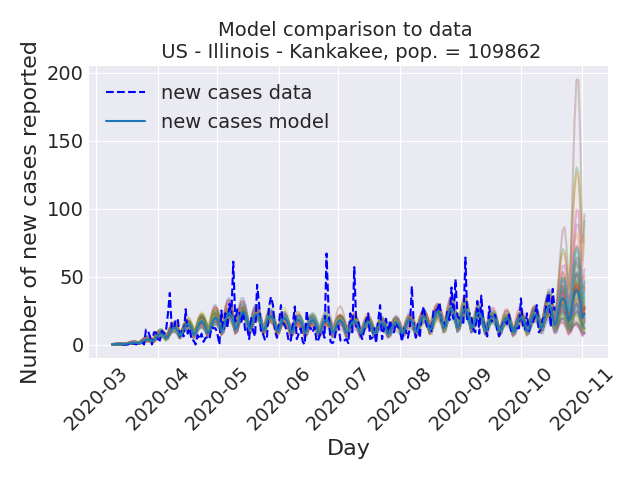 Model comparison to data
US - Illinois - Kankakee, pop. = 109862
Number of new cases reported
200
150
100
50
0
new cases data
new cases model
2020-03
2020-04
2020-05
2020-06
2020-07
2020-08
2020-09
2020-10
2020-11
Day